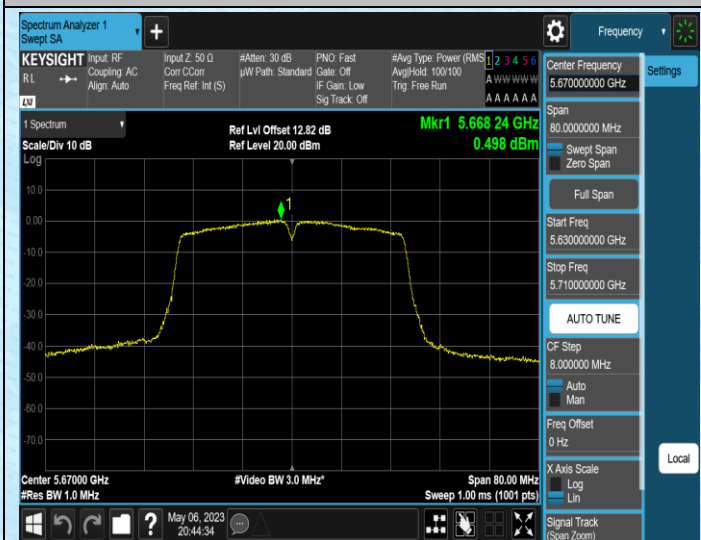 Spectrum Analyzer 1
Swept SA
+
Frequency
KEYSIGHT
RL
LXI
Input: RF
Coupling: AC
Align: Auto
Input Z: 50 Ω
Corr CCorr
Freq Ref: Int (S)
#Atten: 30 dB
µW Path: Standard
PNO: Fast
Gate: Off
IF Gain: Low
Sig Track: Off
#Avg Type: Power (RMS
Avg|Hold: 100/100
Trig: Free Run
1 2 3 4 5 6
A W W W W W
A A A A A A
1 Spectrum
Scale/Div 10 dB
Log
Ref Lvl Offset 12.82 dB
Ref Level 20.00 dBm
Mkr1 5.668 24 GHz
0.498 dBm
10.0
0.00
-10.0
-20.0
-30.0
-40.0
-50.0
-60.0
-70.0
1
Center 5.67000 GHz
#Res BW 1.0 MHz
#Video BW 3.0 MHz*
Span 80.00 MHz
Sweep 1.00 ms (1001 pts)
?
May 06, 2023
20:44:34
Center Frequency
5.670000000 GHz
Settings
Span
80.0000000 MHz
Swept Span
Zero Span
Full Span
Start Freq
5.630000000 GHz
Stop Freq
5.710000000 GHz
AUTO TUNE
CF Step
8.000000 MHz
Auto
Man
Freq Offset
0 Hz
X Axis Scale
Log
Lin
Signal Track
(Span Zoom)
Local